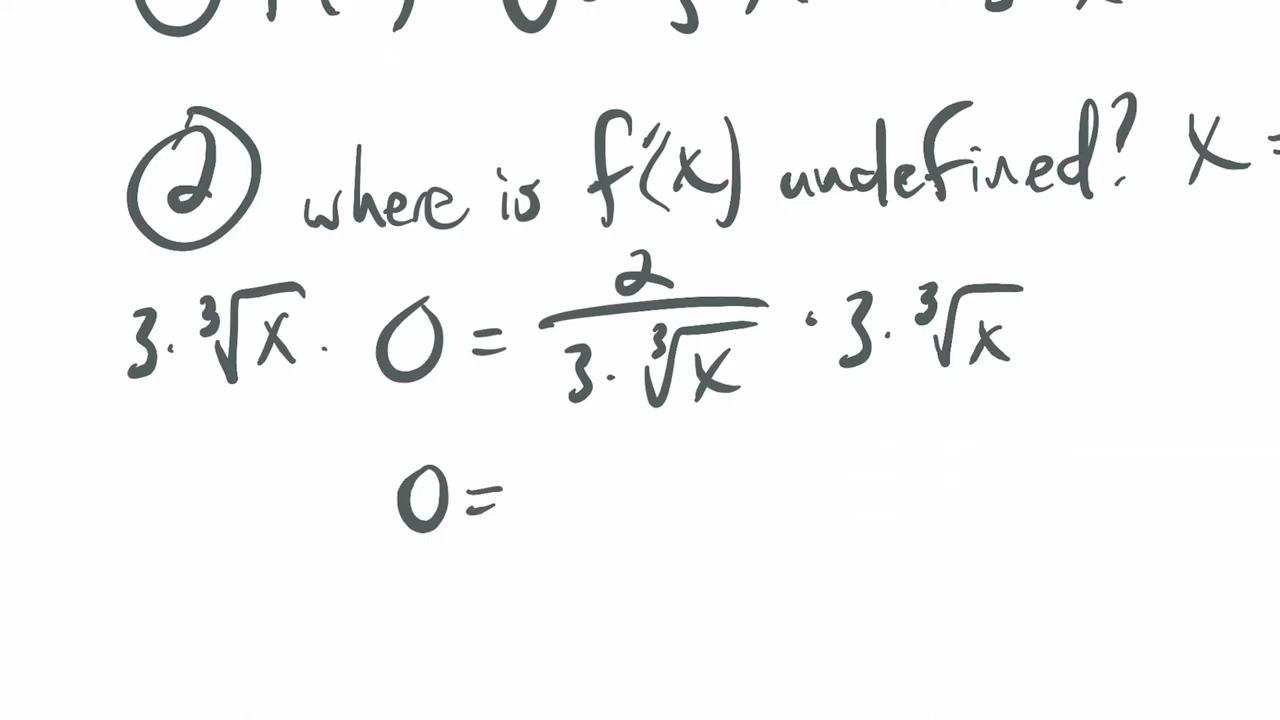 ② where is f'(x) undefined? x =
3·∛x · 0 = 2/(3·∛x) · 3·∛x
0 =